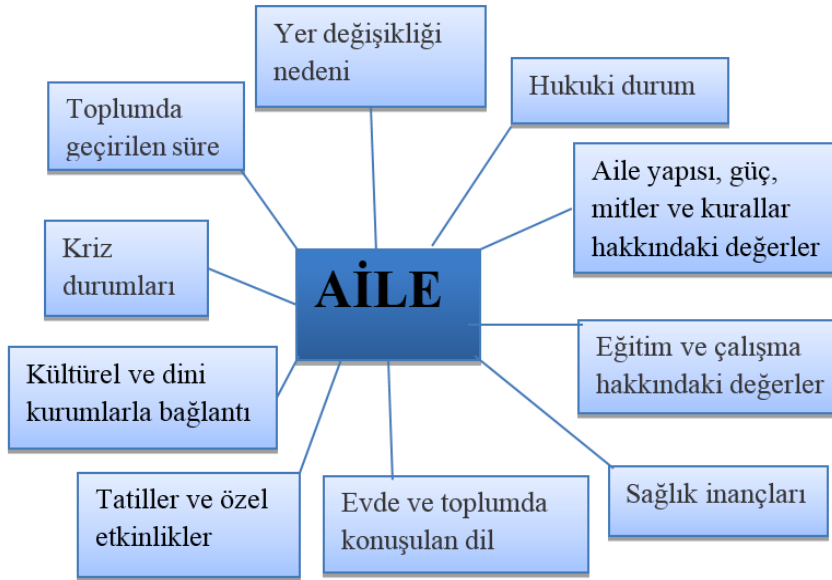 Yer değişikliği
nedeni
Hukuki durum
Toplumda
geçirilen süre
Aile yapısı, güç,
mitler ve kurallar
hakkındaki değerler
Kriz
durumları
AİLE
Eğitim ve çalışma
hakkındaki değerler
Kültürel ve dini
kurumlarla bağlantı
Tatiller ve özel
etkinlikler
Evde ve toplumda
konuşulan dil
Sağlık inançları